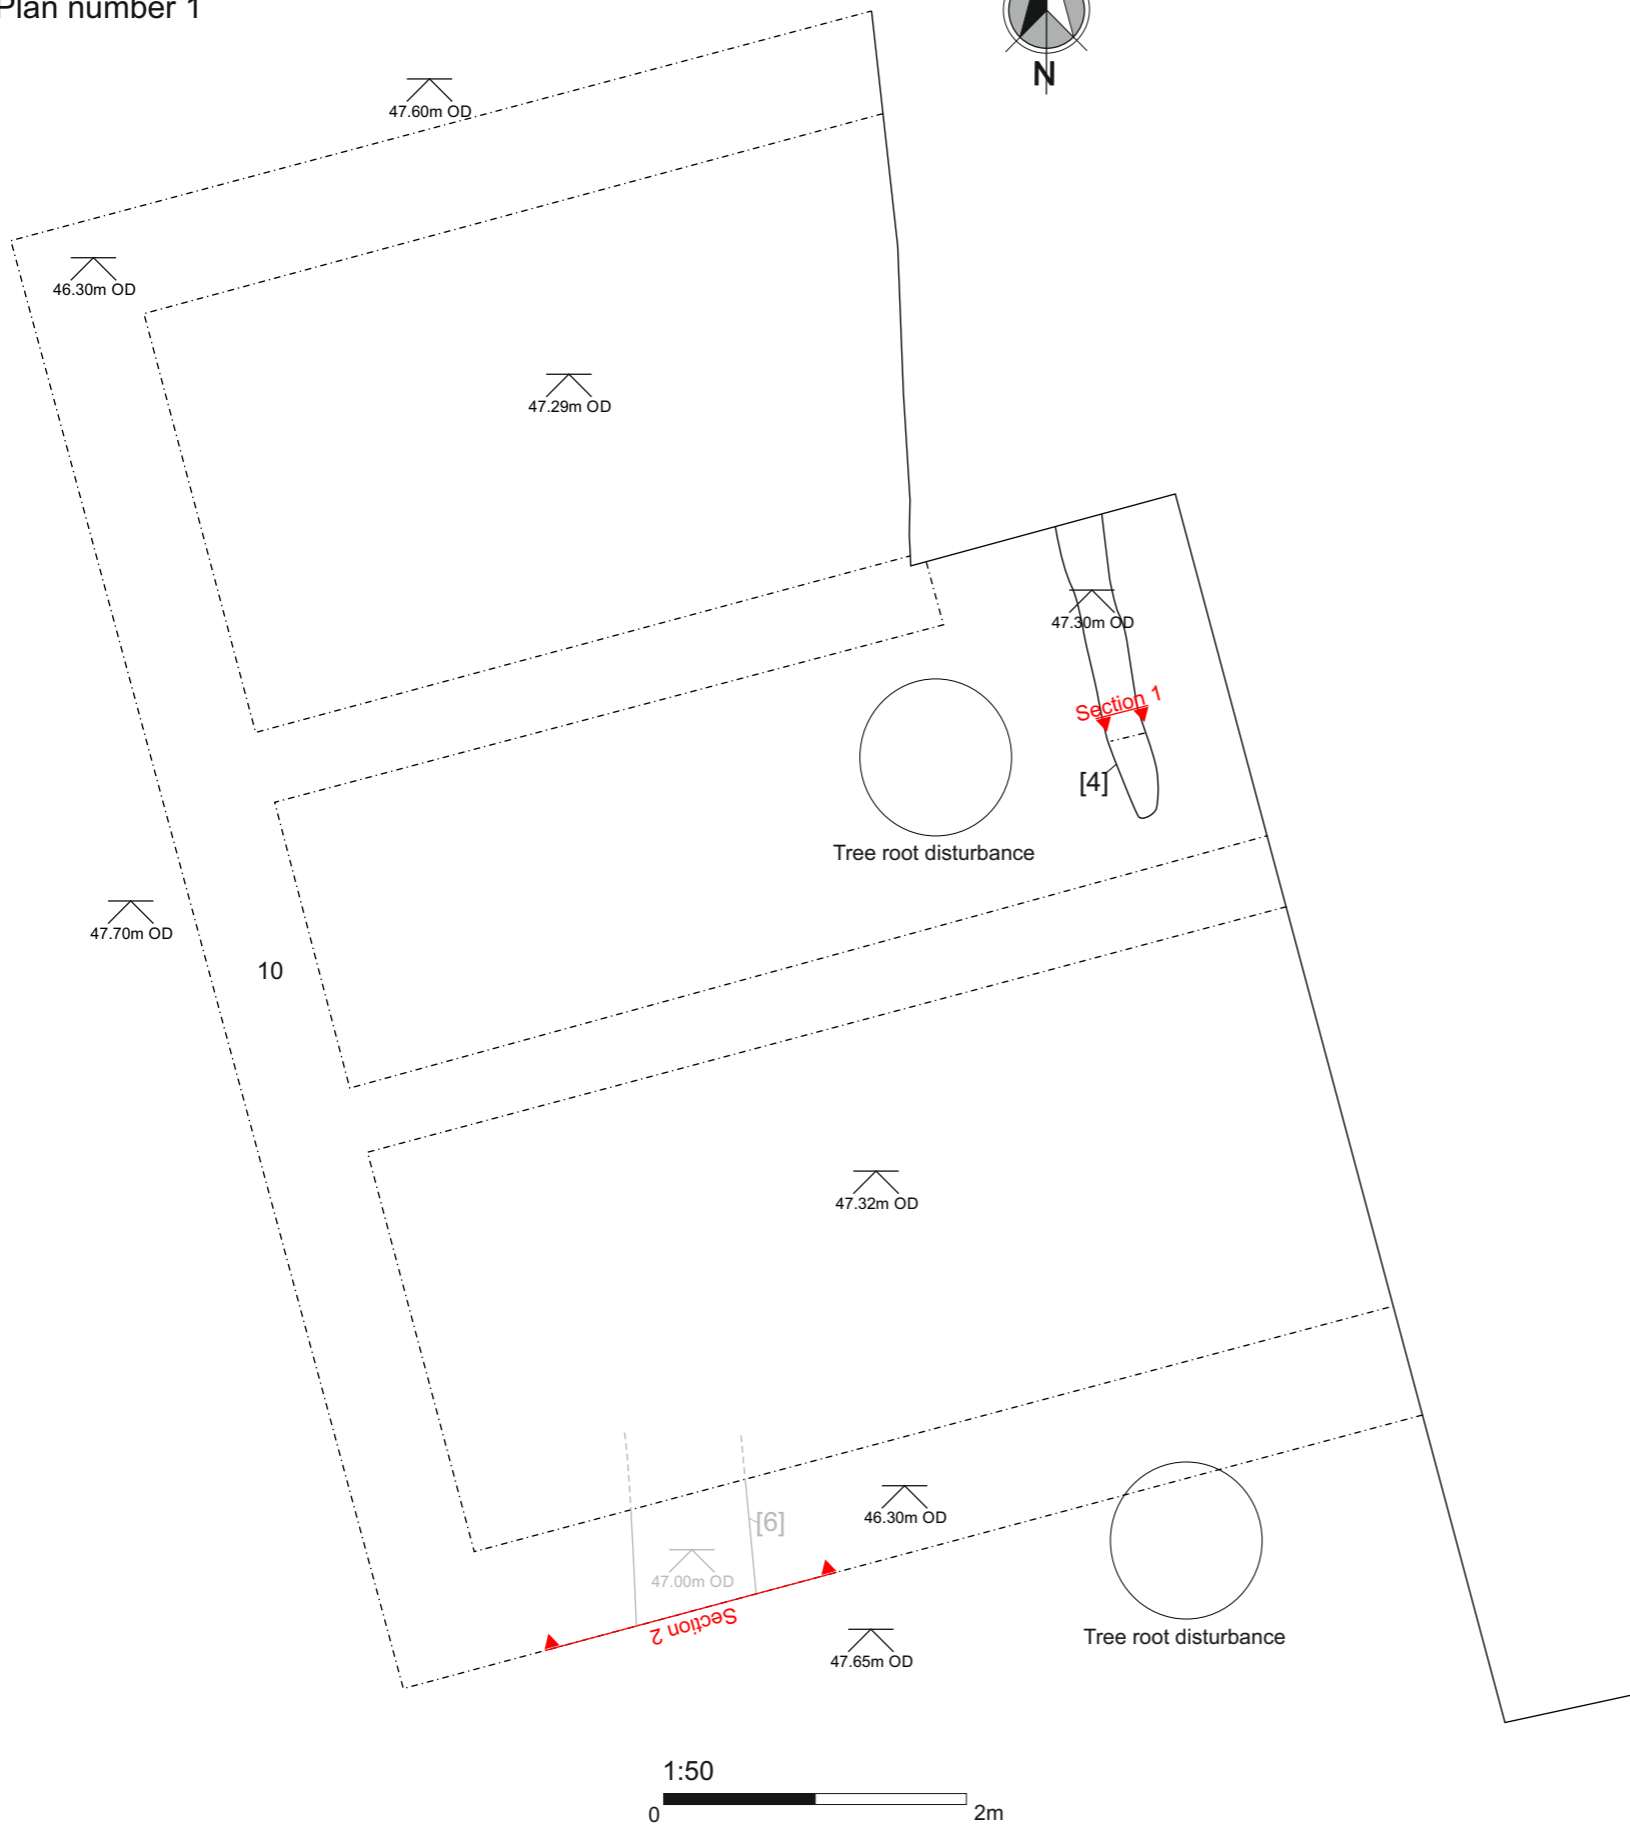 Plan number 1
N
47.60m OD
46.30m OD
47.29m OD
47.30m OD
Section 1
[4]
Tree root disturbance
47.70m OD
10
47.32m OD
46.30m OD
[6]
47.00m OD
Section 2
47.65m OD
Tree root disturbance
1:50
0
2m